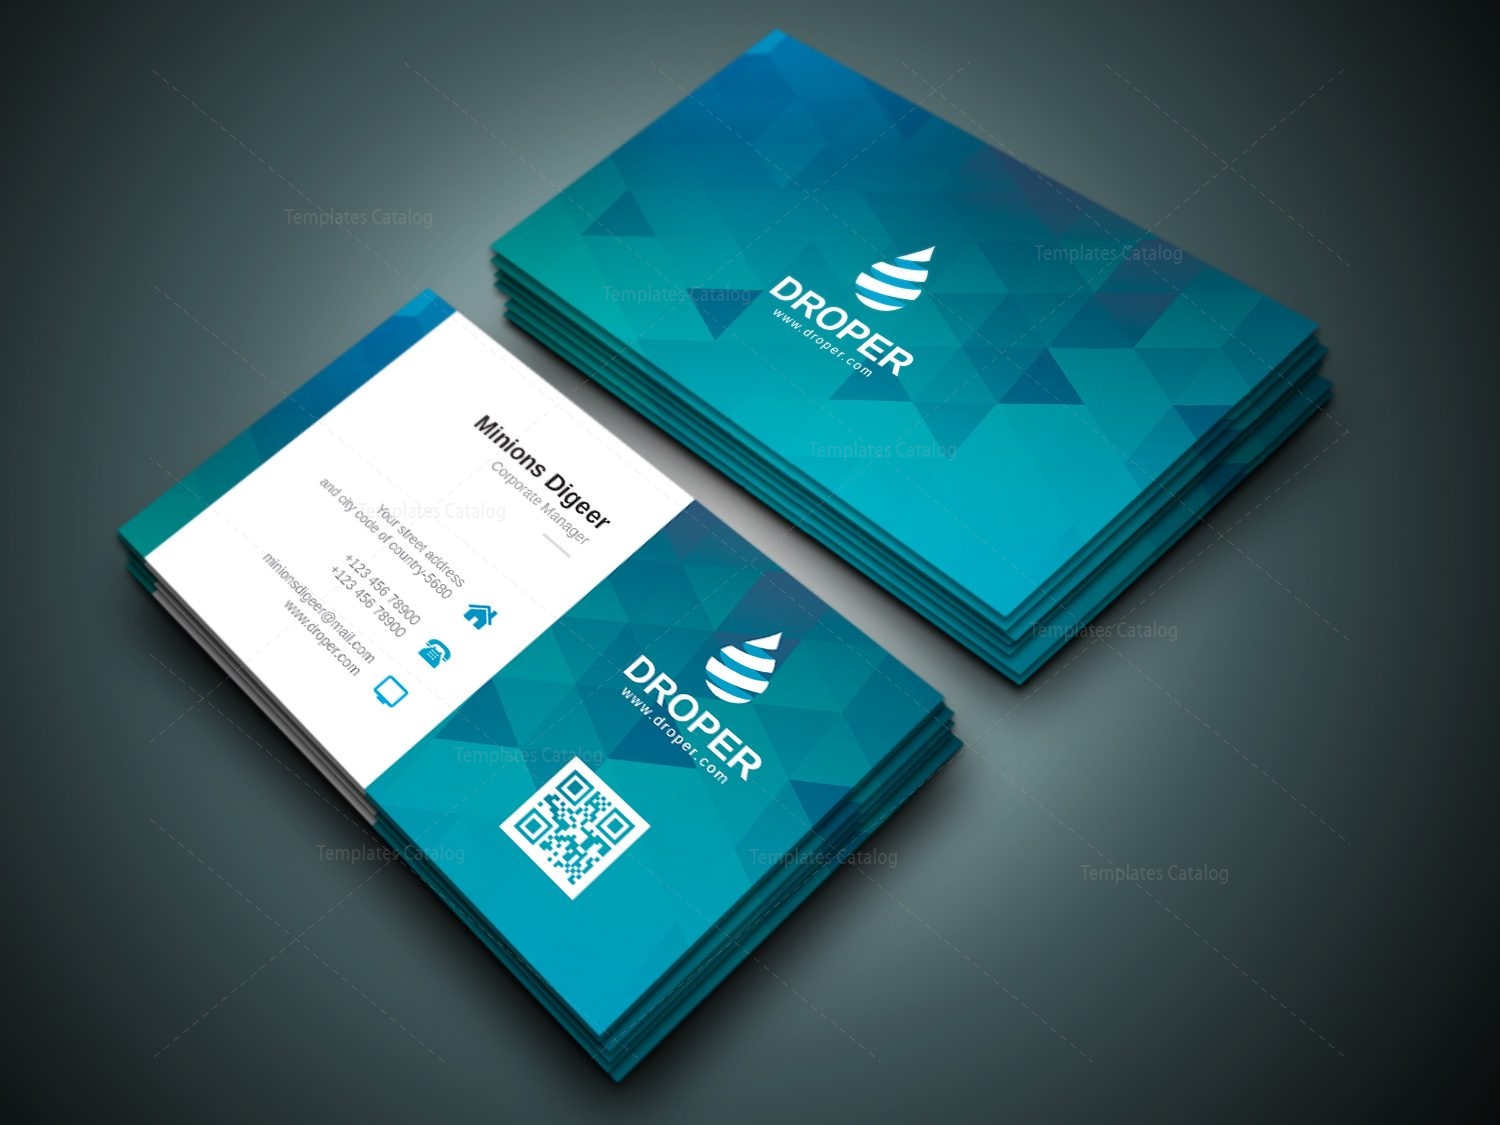 DROPER
www.droper.com
Minions Digeer
Corporate Manager
Your street address
and city code of country-5680
+123 456 78900
+123 456 78900
minionsdigeer@mail.com
www.droper.com
DROPER
www.droper.com
Templates Catalog
Templates Catalog
Templates Catalog
Templates Catalog
Templates Catalog
Templates Catalog
Templates Catalog
Templates Catalog
Templates Catalog
Templates Catalog